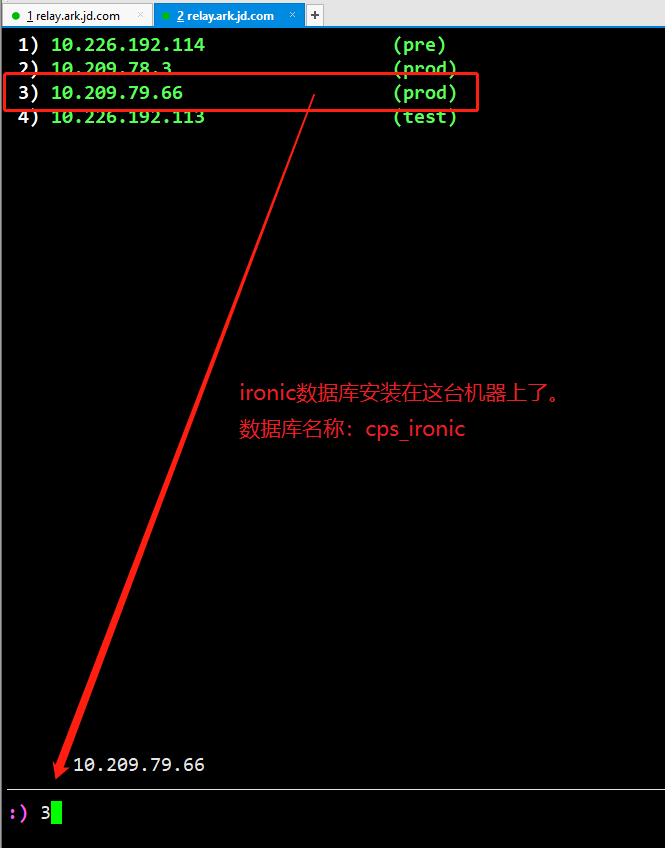 1 relay.ark.jd.com × 2 relay.ark.jd.com × +
1) 10.226.192.114 (pre)
2) 10.209.78.3 (prod)
3) 10.209.79.66 (prod)
4) 10.226.192.113 (test)
ironic数据库安装在这台机器上了。
数据库名称：cps_ironic
10.209.79.66
:) 3